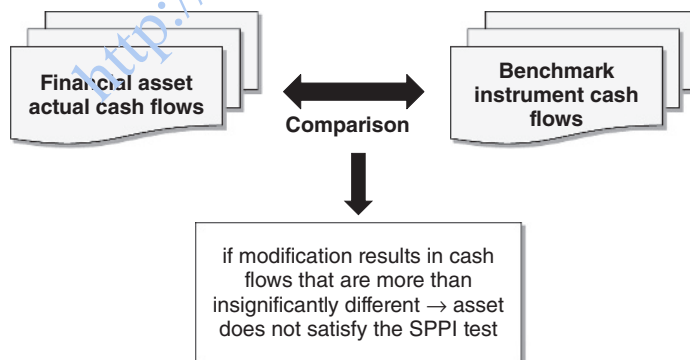 http://
Financial asset
actual cash flows
Comparison
Benchmark
instrument cash
flows
if modification results in cash
flows that are more than
insignificantly different → asset
does not satisfy the SPPI test